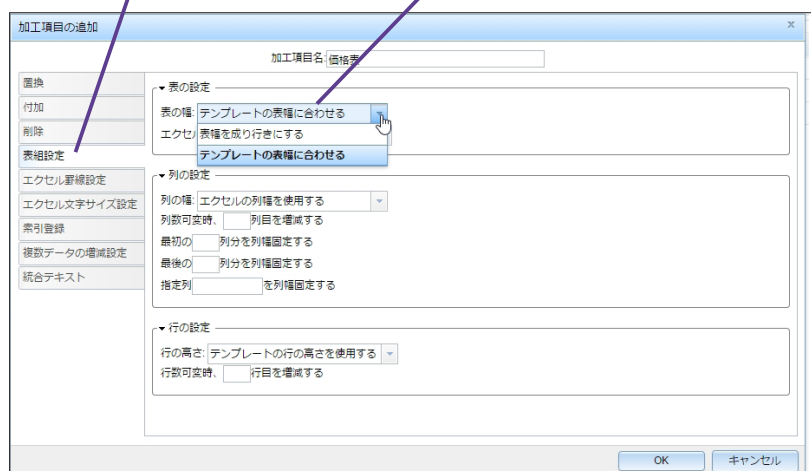 加工項目の追加
x
加工項目名:価格表
置換
付加
削除
表組設定
エクセル罫線設定
エクセル文字サイズ設定
索引登録
複数データの増減設定
統合テキスト
表の設定
表の幅:テンプレートの表幅に合わせる
エクセ
表幅を成り行きにする
テンプレートの表幅に合わせる
列の設定
列の幅:エクセルの列幅を使用する
列数可変時、 列目を増減する
最初の 列分を列幅固定する
最後の 列分を列幅固定する
指定列 を列幅固定する
行の設定
行の高さ:テンプレートの行の高さを使用する
行数可変時、 行目を増減する
OK
キャンセル